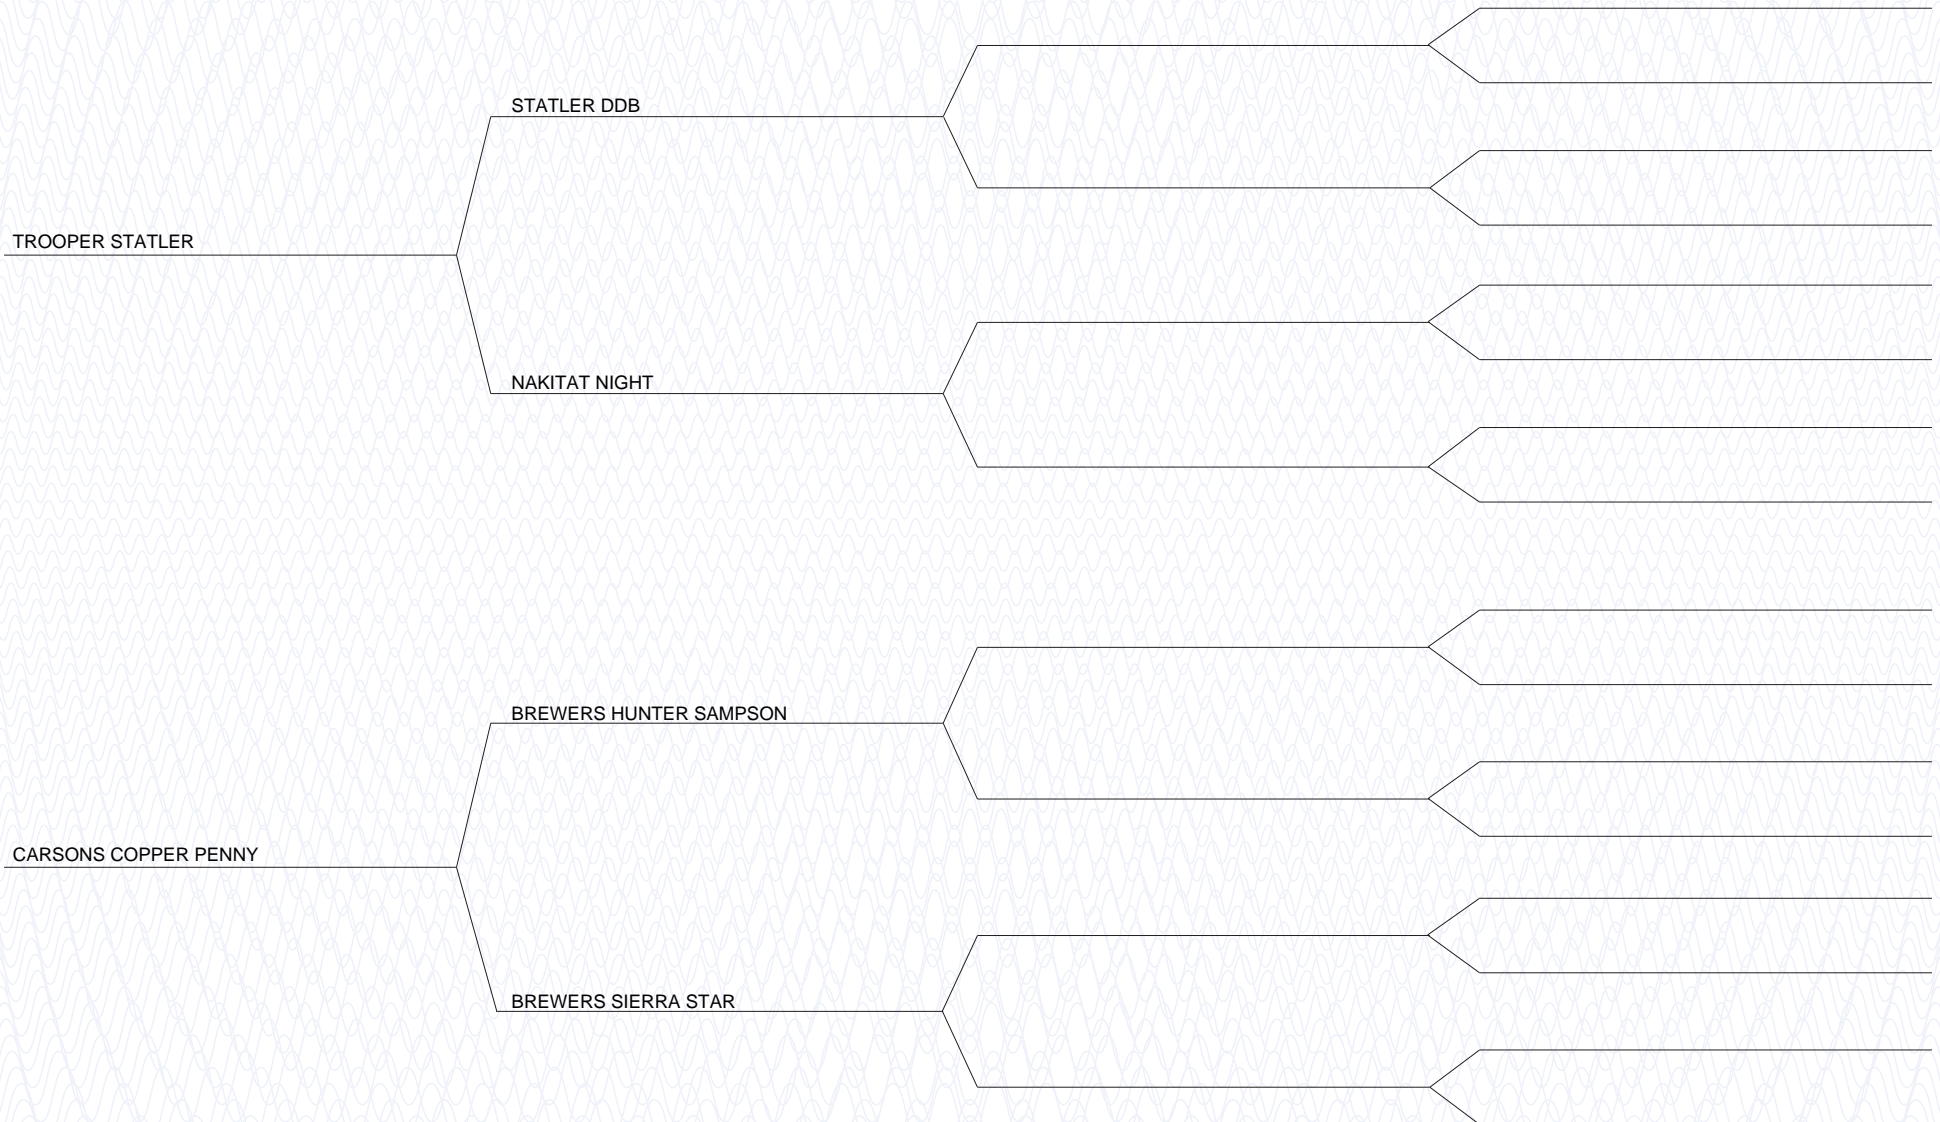 STATLER DDB
TROOPER STATLER
NAKITAT NIGHT
BREWERS HUNTER SAMPSON
CARSONS COPPER PENNY
BREWERS SIERRA STAR